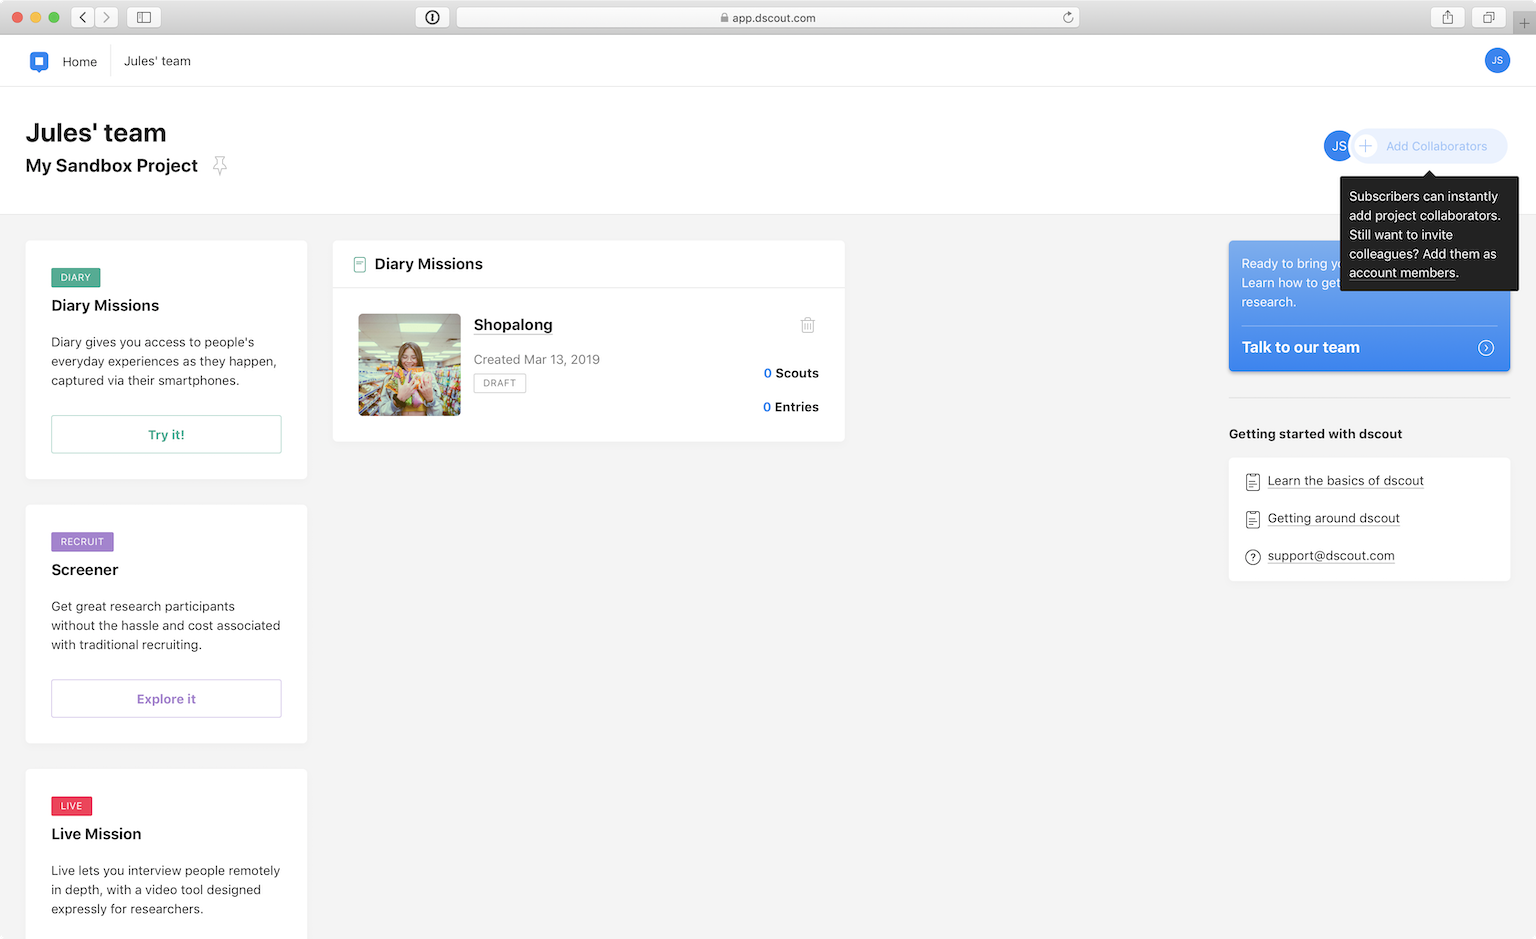 app.dscout.com
Home
Jules' team
JS
Jules' team
My Sandbox Project
JS
Add Collaborators
Subscribers can instantly
add project collaborators.
Still want to invite
colleagues? Add them as
account members.
DIARY
Diary Missions
Diary gives you access to people's
everyday experiences as they happen,
captured via their smartphones.
Try it!
RECRUIT
Screener
Get great research participants
without the hassle and cost associated
with traditional recruiting.
Explore it
LIVE
Live Mission
Live lets you interview people remotely
in depth, with a video tool designed
expressly for researchers.
Diary Missions
Shopalong
Created Mar 13, 2019
DRAFT
0 Scouts
0 Entries
Ready to bring
Learn how to get
research.
Talk to our team
Getting started with dscout
Learn the basics of dscout
Getting around dscout
support@dscout.com